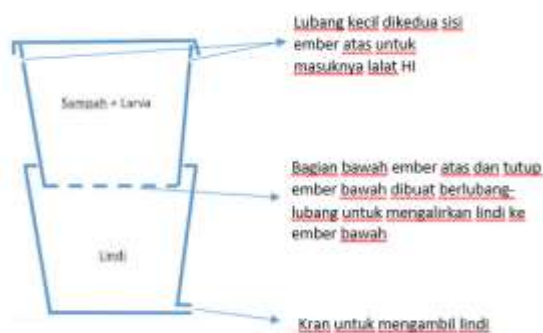 Lubang kecil dikedua sisi
ember atas untuk
masuknya lalat HI
Sampah + Larva
Bagian bawah ember atas dan tutup
ember bawah dibuat berlubang-
lubang untuk mengalirkan lindi ke
ember bawah
Lindi
Kran untuk mengambil lindi